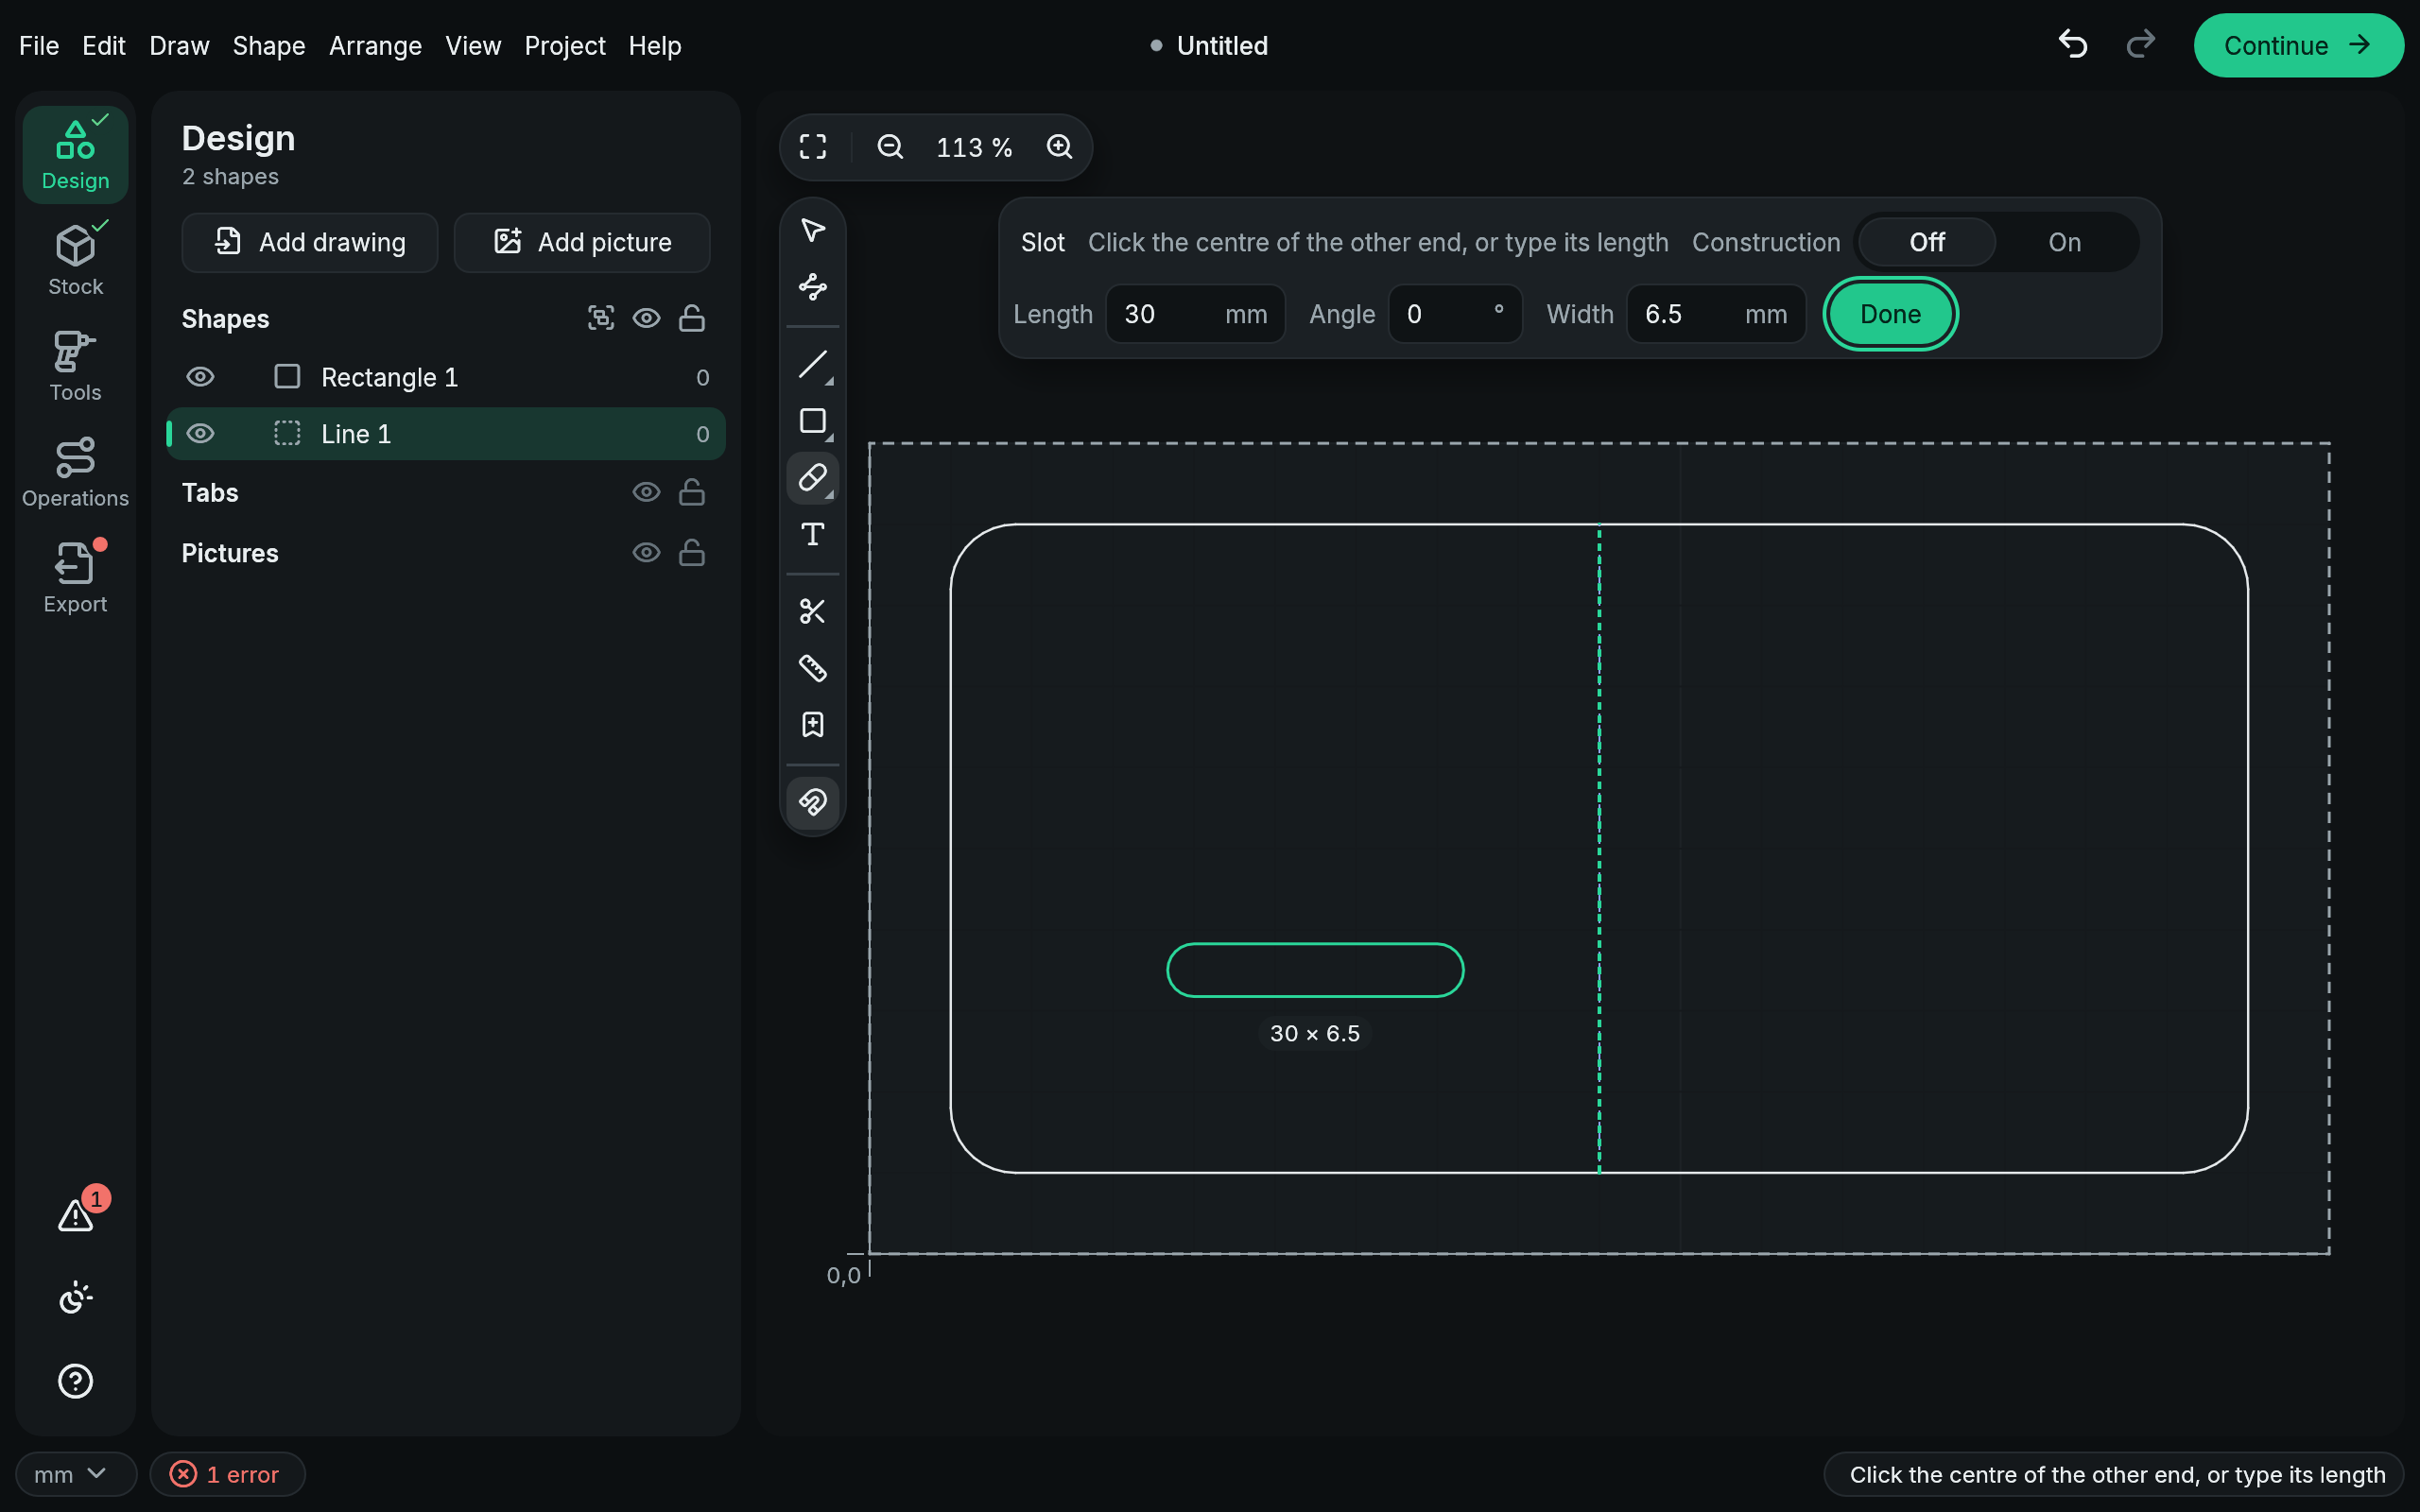 File Edit Draw Shape Arrange View Project Help
Untitled
Continue
Design
Stock
Tools
Operations
Export
1
Design
2 shapes
Add drawing
Add picture
Shapes
Rectangle 1
0
Line 1
0
Tabs
Pictures
113 %
Slot Click the centre of the other end, or type its length Construction Off On
Length 30 mm Angle 0 ° Width 6.5 mm Done
30 × 6.5
0,0
mm
1 error
Click the centre of the other end, or type its length